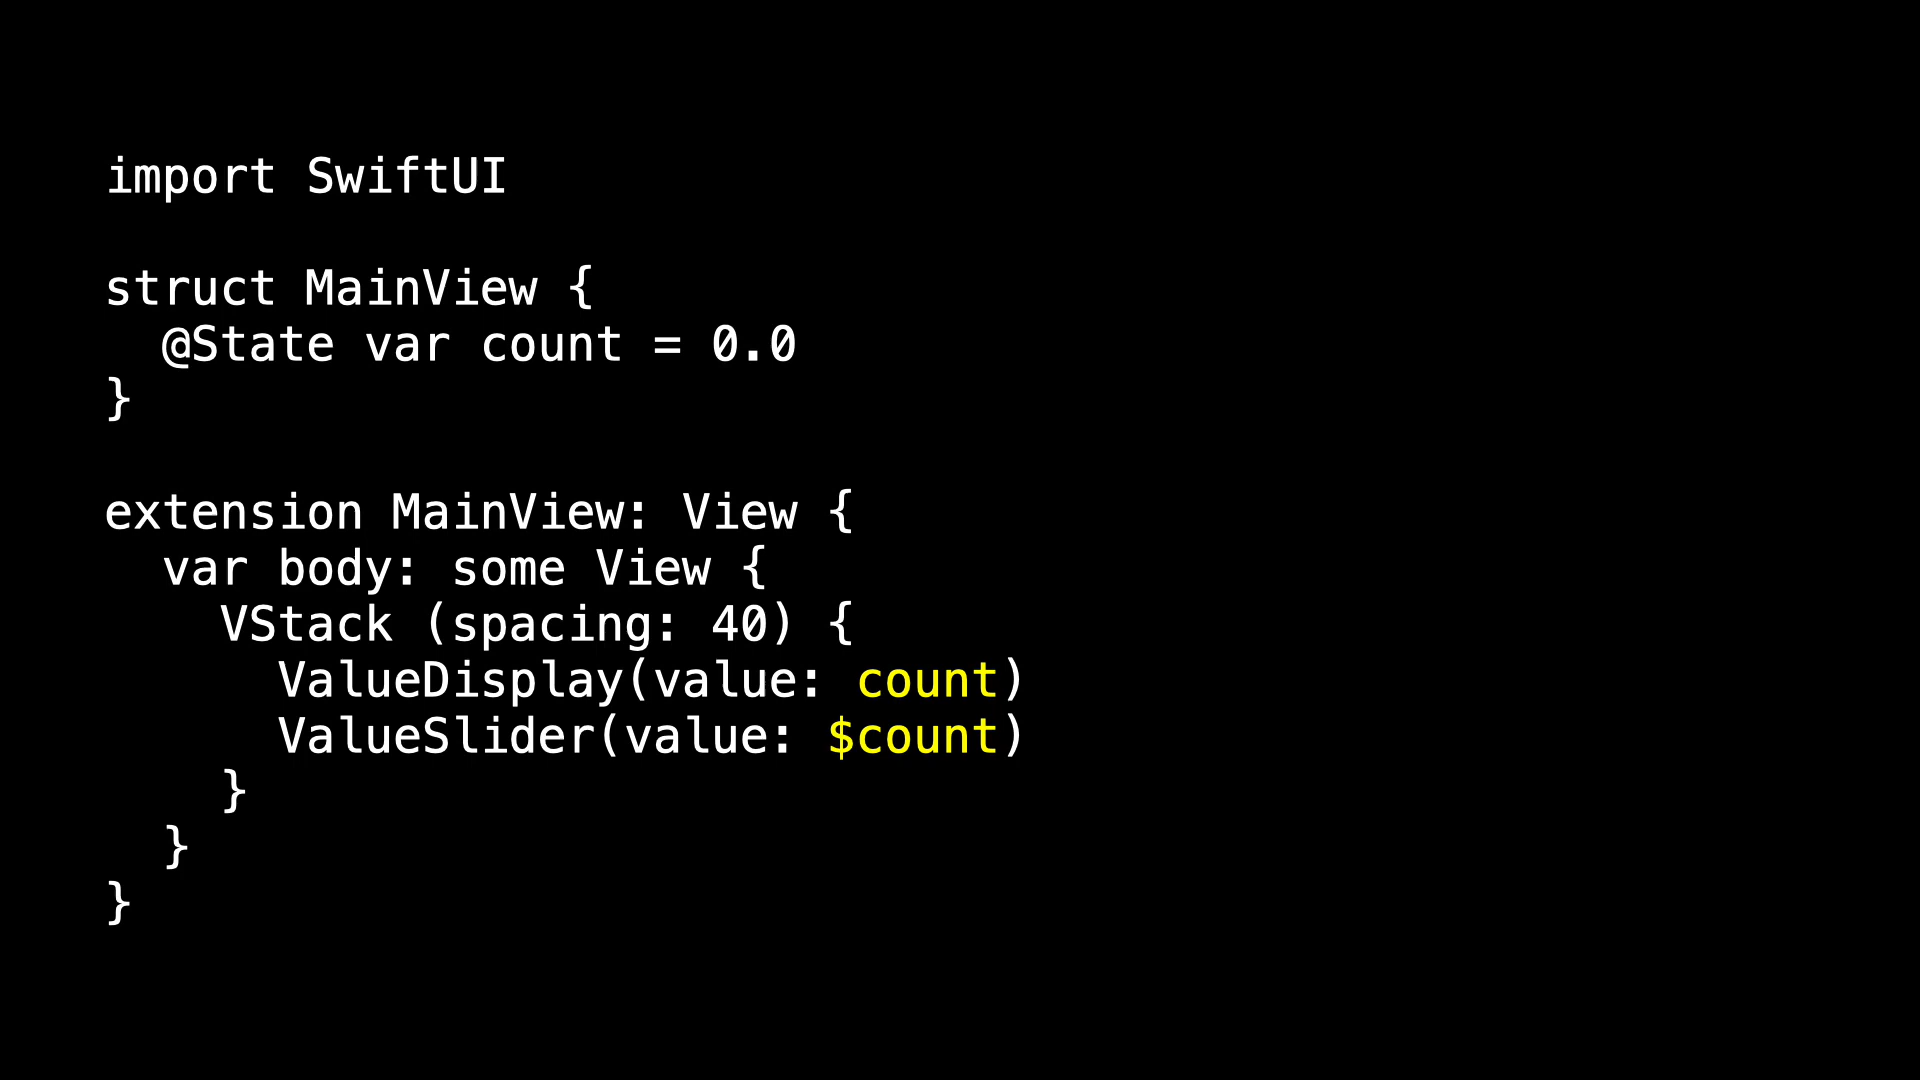 import SwiftUI
struct MainView {
  @State var count = 0.0
}
extension MainView: View {
  var body: some View {
    VStack (spacing: 40) {
      ValueDisplay(value: count)
      ValueSlider(value: $count)
    }
  }
}